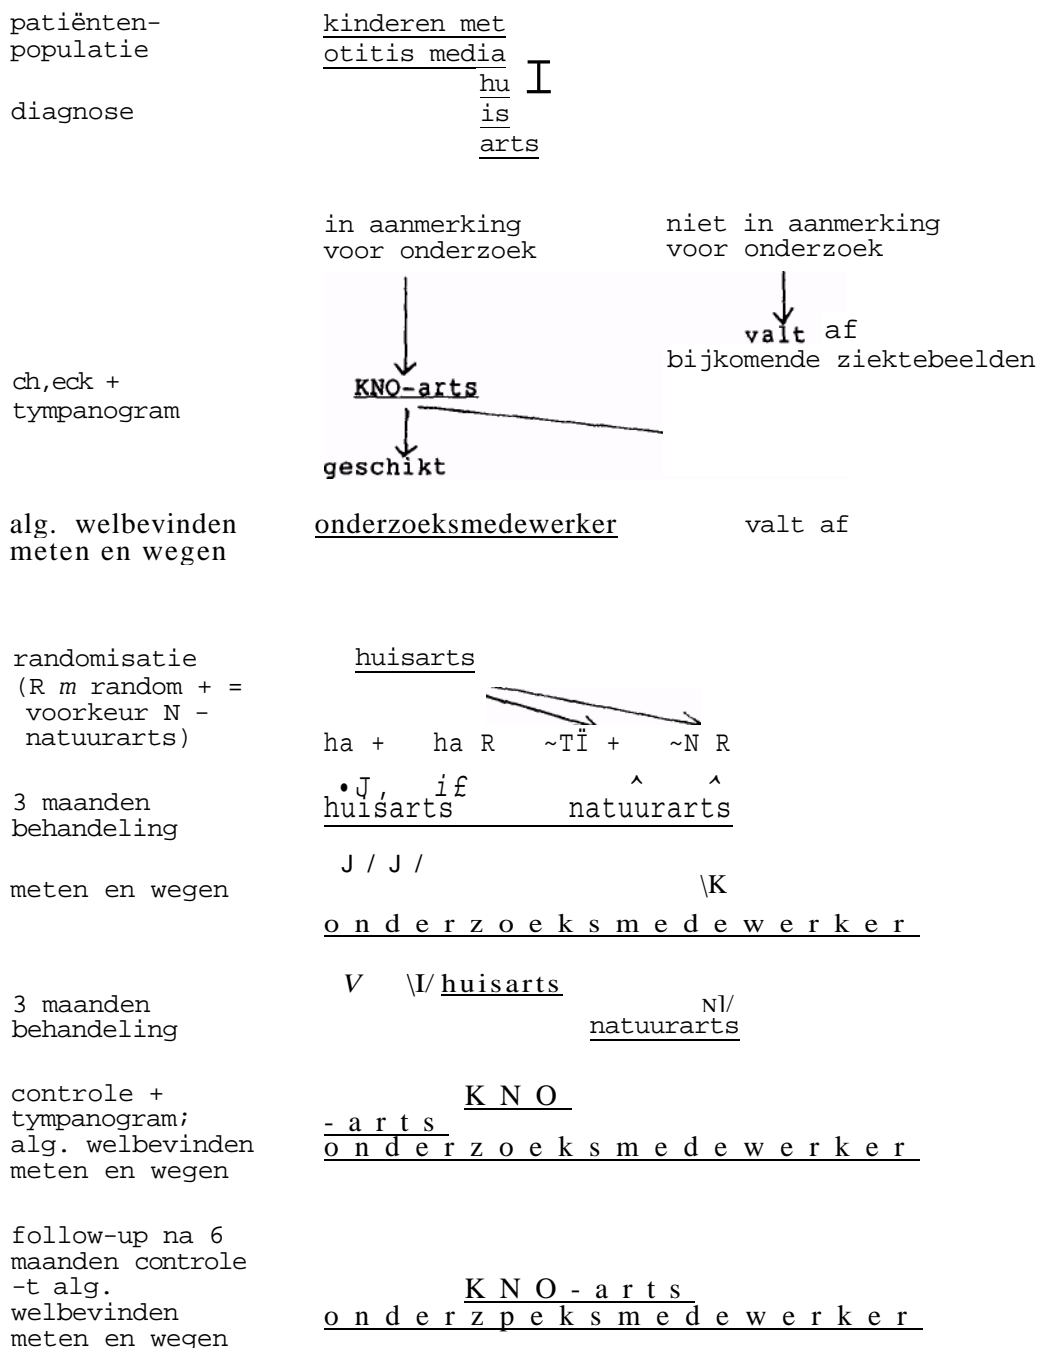 patiënten-
populatie
kinderen met
otitis media
hu I
is
arts
diagnose
in aanmerking
voor onderzoek
niet in aanmerking
voor onderzoek
valt af
bijkomende ziektebeelden
ch,eck +
tympanogram
KNO-arts
geschikt
alg. welbevinden
meten en wegen
onderzoeksmedewerker
valt af
randomisatie
(R m random + =
voorkeur N -
natuurarts)
huisarts
ha + ha R ~TÏ + ~N R
•J, i£ ^ ^
3 maanden
behandeling
huisarts natuurarts
J / J /
meten en wegen
\K
onderzoeksmedewerker
V \I/ huisarts
3 maanden
behandeling
Nl/
natuurarts
controle +
tympanogram;
alg. welbevinden
meten en wegen
KNO
-arts
onderzoeksmedewerker
follow-up na 6
maanden controle
-t alg.
welbevinden
meten en wegen
KNO-arts
onderzpeksmedewerker